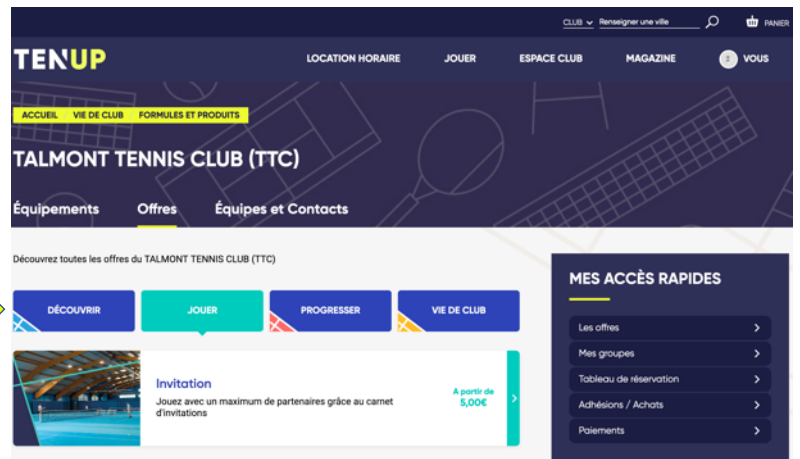 CLUB Renseigner une ville PANIER
TENUP
LOCATION HORAIRE JOUER ESPACE CLUB MAGAZINE VOUS
ACCUEIL VIE DE CLUB FORMULES ET PRODUITS
TALMONT TENNIS CLUB (TTC)
Équipements Offres Équipes et Contacts
Découvrez toutes les offres du TALMONT TENNIS CLUB (TTC)
DÉCOUVRIR JOUER PROGRESSER VIE DE CLUB
Invitation
Jouez avec un maximum de partenaires grâce au carnet
d'invitations
A partir de
5,00€
MES ACCÈS RAPIDES
Les offres
Mes groupes
Tableau de réservation
Adhésions / Achats
Paiements